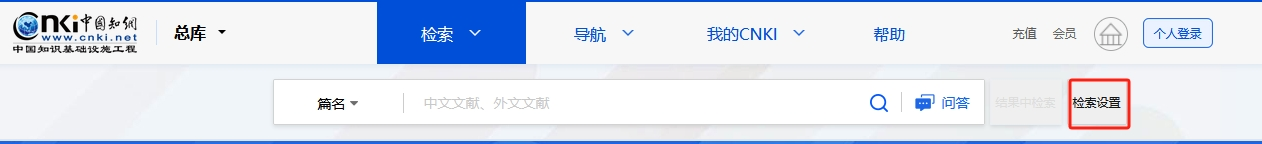 cnki中国知网
www.cnki.net
中国知识基础设施工程
总库
检索
导航
我的CNKI
帮助
充值
会员
个人登录
篇名
中文文献、外文文献
问答
结果中检索
检索设置